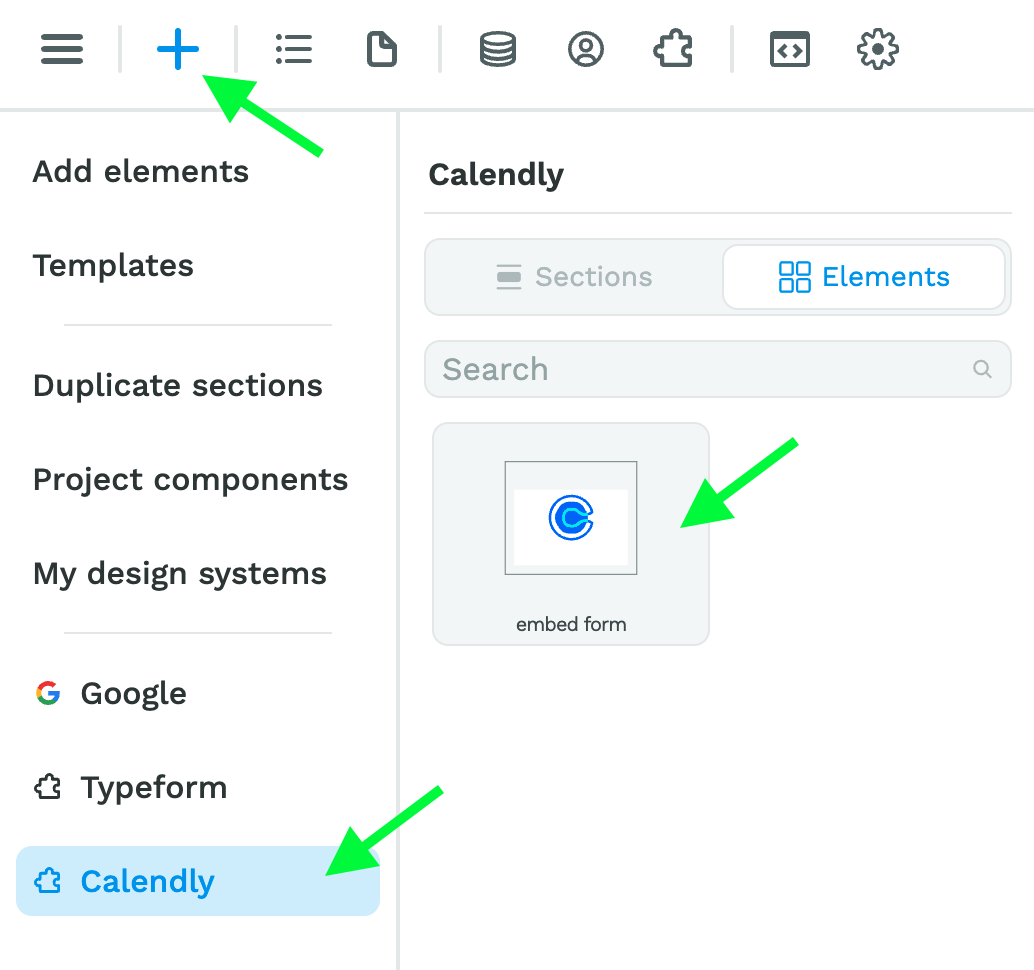 Add elements
Templates
Duplicate sections
Project components
My design systems
Google
Typeform
Calendly
Calendly
Sections
Elements
Search
embed form